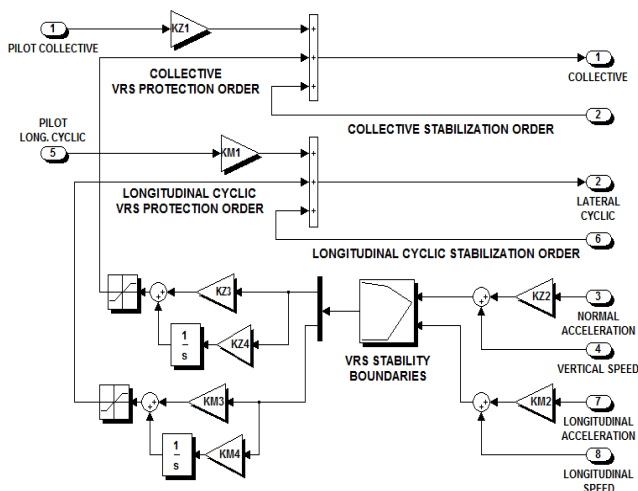 1
KZ1
PILOT COLLECTIVE
+
+
+
1
COLLECTIVE
VRS PROTECTION ORDER
COLLECTIVE
2
COLLECTIVE STABILIZATION ORDER
PILOT
LONG. CYCLIC
5
KM1
+
+
+
2
LONGITUDINAL CYCLIC
VRS PROTECTION ORDER
LATERAL
CYCLIC
6
LONGITUDINAL CYCLIC STABILIZATION ORDER
+
+
KZ3
1
s
KZ4
VRS STABILITY
BOUNDARIES
+
+
KZ2
3
NORMAL
ACCELERATION
4
VERTICAL SPEED
+
+
KM3
1
s
KM4
+
+
KM2
7
LONGITUDINAL
ACCELERATION
8
LONGITUDINAL
SPEED